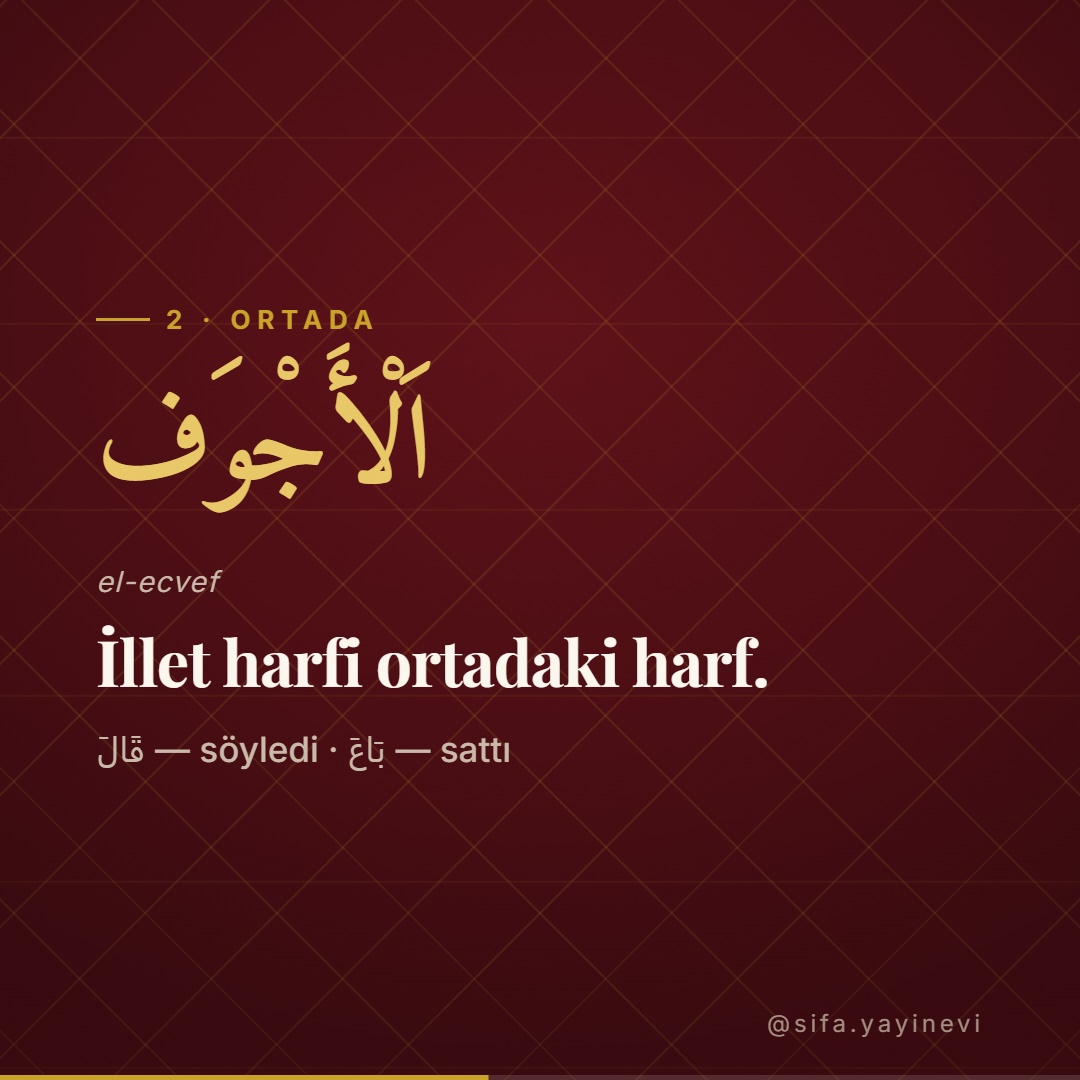 2 · ORTADA
اَلْأَجْوَف
el-ecvef
İllet harfi ortadaki harf.
قَالَ — söyledi · بَاعَ — sattı
@sifa.yayinevi